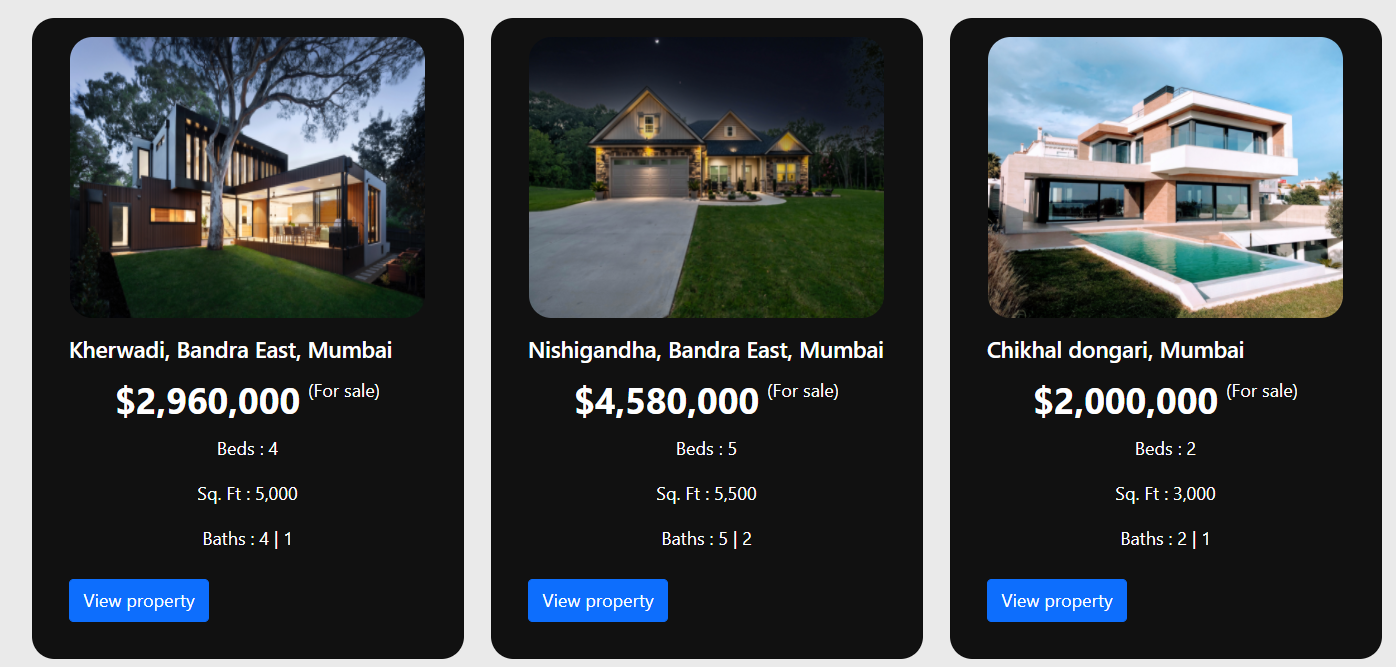 Kherwadi, Bandra East, Mumbai
$2,960,000 (For sale)
Beds : 4
Sq. Ft : 5,000
Baths : 4 | 1
View property
Nishigandha, Bandra East, Mumbai
$4,580,000 (For sale)
Beds : 5
Sq. Ft : 5,500
Baths : 5 | 2
View property
Chikhal dongari, Mumbai
$2,000,000 (For sale)
Beds : 2
Sq. Ft : 3,000
Baths : 2 | 1
View property